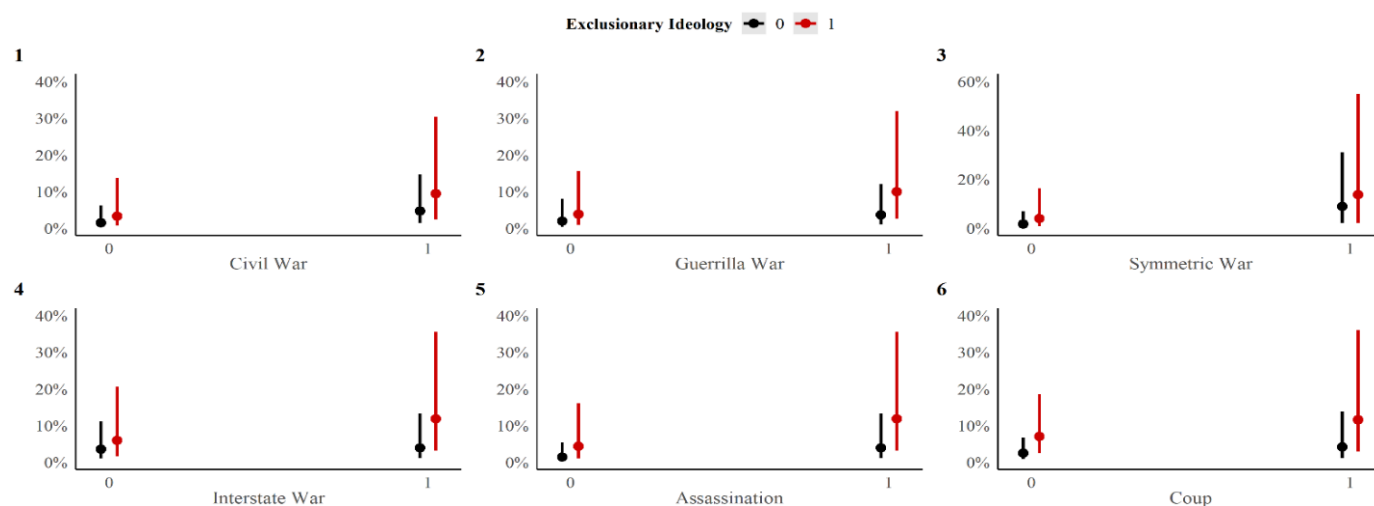 Exclusionary Ideology 0 1
1 2 3
40% 40% 60%
30% 30% 40%
20% 20% 20%
10% 10% 0%
0% 0%
0 1 0 1 0 1
Civil War Guerrilla War Symmetric War
4 5 6
40% 40% 40%
30% 30% 30%
20% 20% 20%
10% 10% 10%
0% 0% 0%
0 1 0 1 0 1
Interstate War Assassination Coup